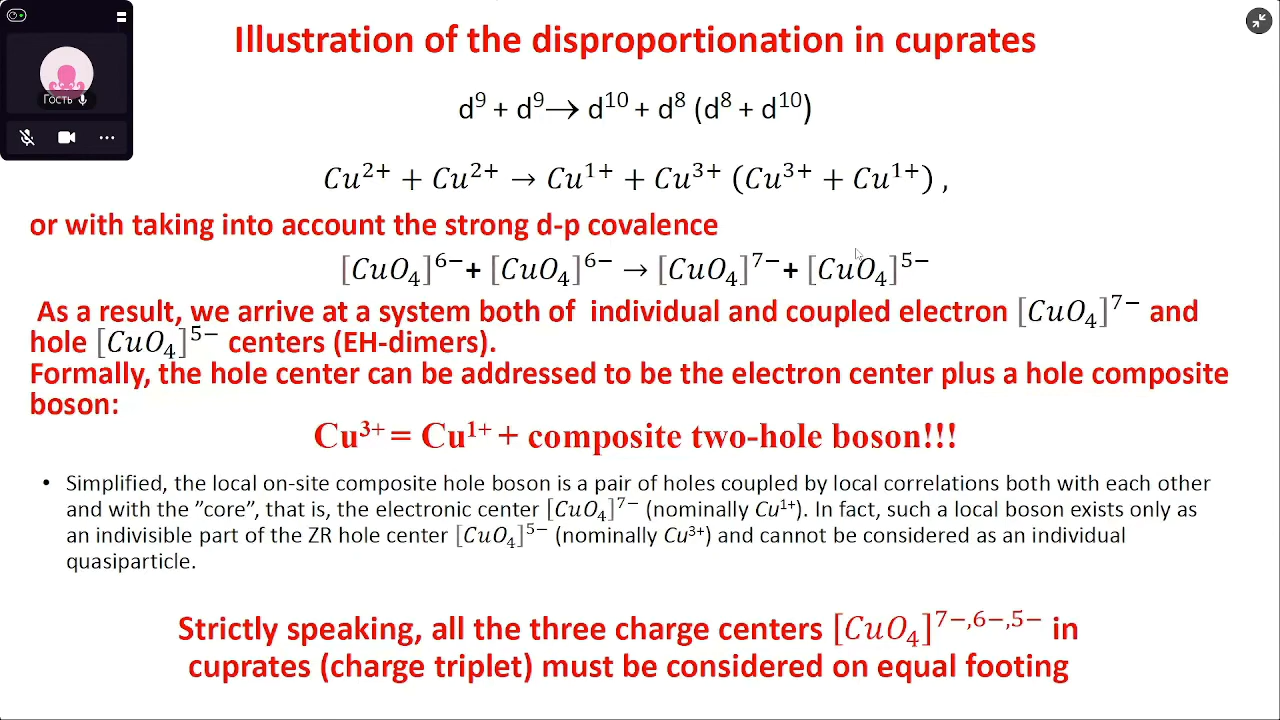 Illustration of the disproportionation in cuprates
Гость
d⁹ + d⁹→ d¹⁰ + d⁸ (d⁸ + d¹⁰)
Cu²⁺ + Cu²⁺ → Cu¹⁺ + Cu³⁺ (Cu³⁺ + Cu¹⁺) ,
or with taking into account the strong d-p covalence
[CuO₄]⁶⁻+ [CuO₄]⁶⁻ → [CuO₄]⁷⁻+ [CuO₄]⁵⁻
As a result, we arrive at a system both of individual and coupled electron [CuO₄]⁷⁻ and
hole [CuO₄]⁵⁻ centers (EH-dimers).
Formally, the hole center can be addressed to be the electron center plus a hole composite
boson:
Cu³⁺ = Cu¹⁺ + composite two-hole boson!!!
• Simplified, the local on-site composite hole boson is a pair of holes coupled by local correlations both with each other
and with the ”core”, that is, the electronic center [CuO₄]⁷⁻ (nominally Cu¹⁺). In fact, such a local boson exists only as
an indivisible part of the ZR hole center [CuO₄]⁵⁻ (nominally Cu³⁺) and cannot be considered as an individual
quasiparticle.
Strictly speaking, all the three charge centers [CuO₄]⁷⁻,⁶⁻,⁵⁻ in
cuprates (charge triplet) must be considered on equal footing